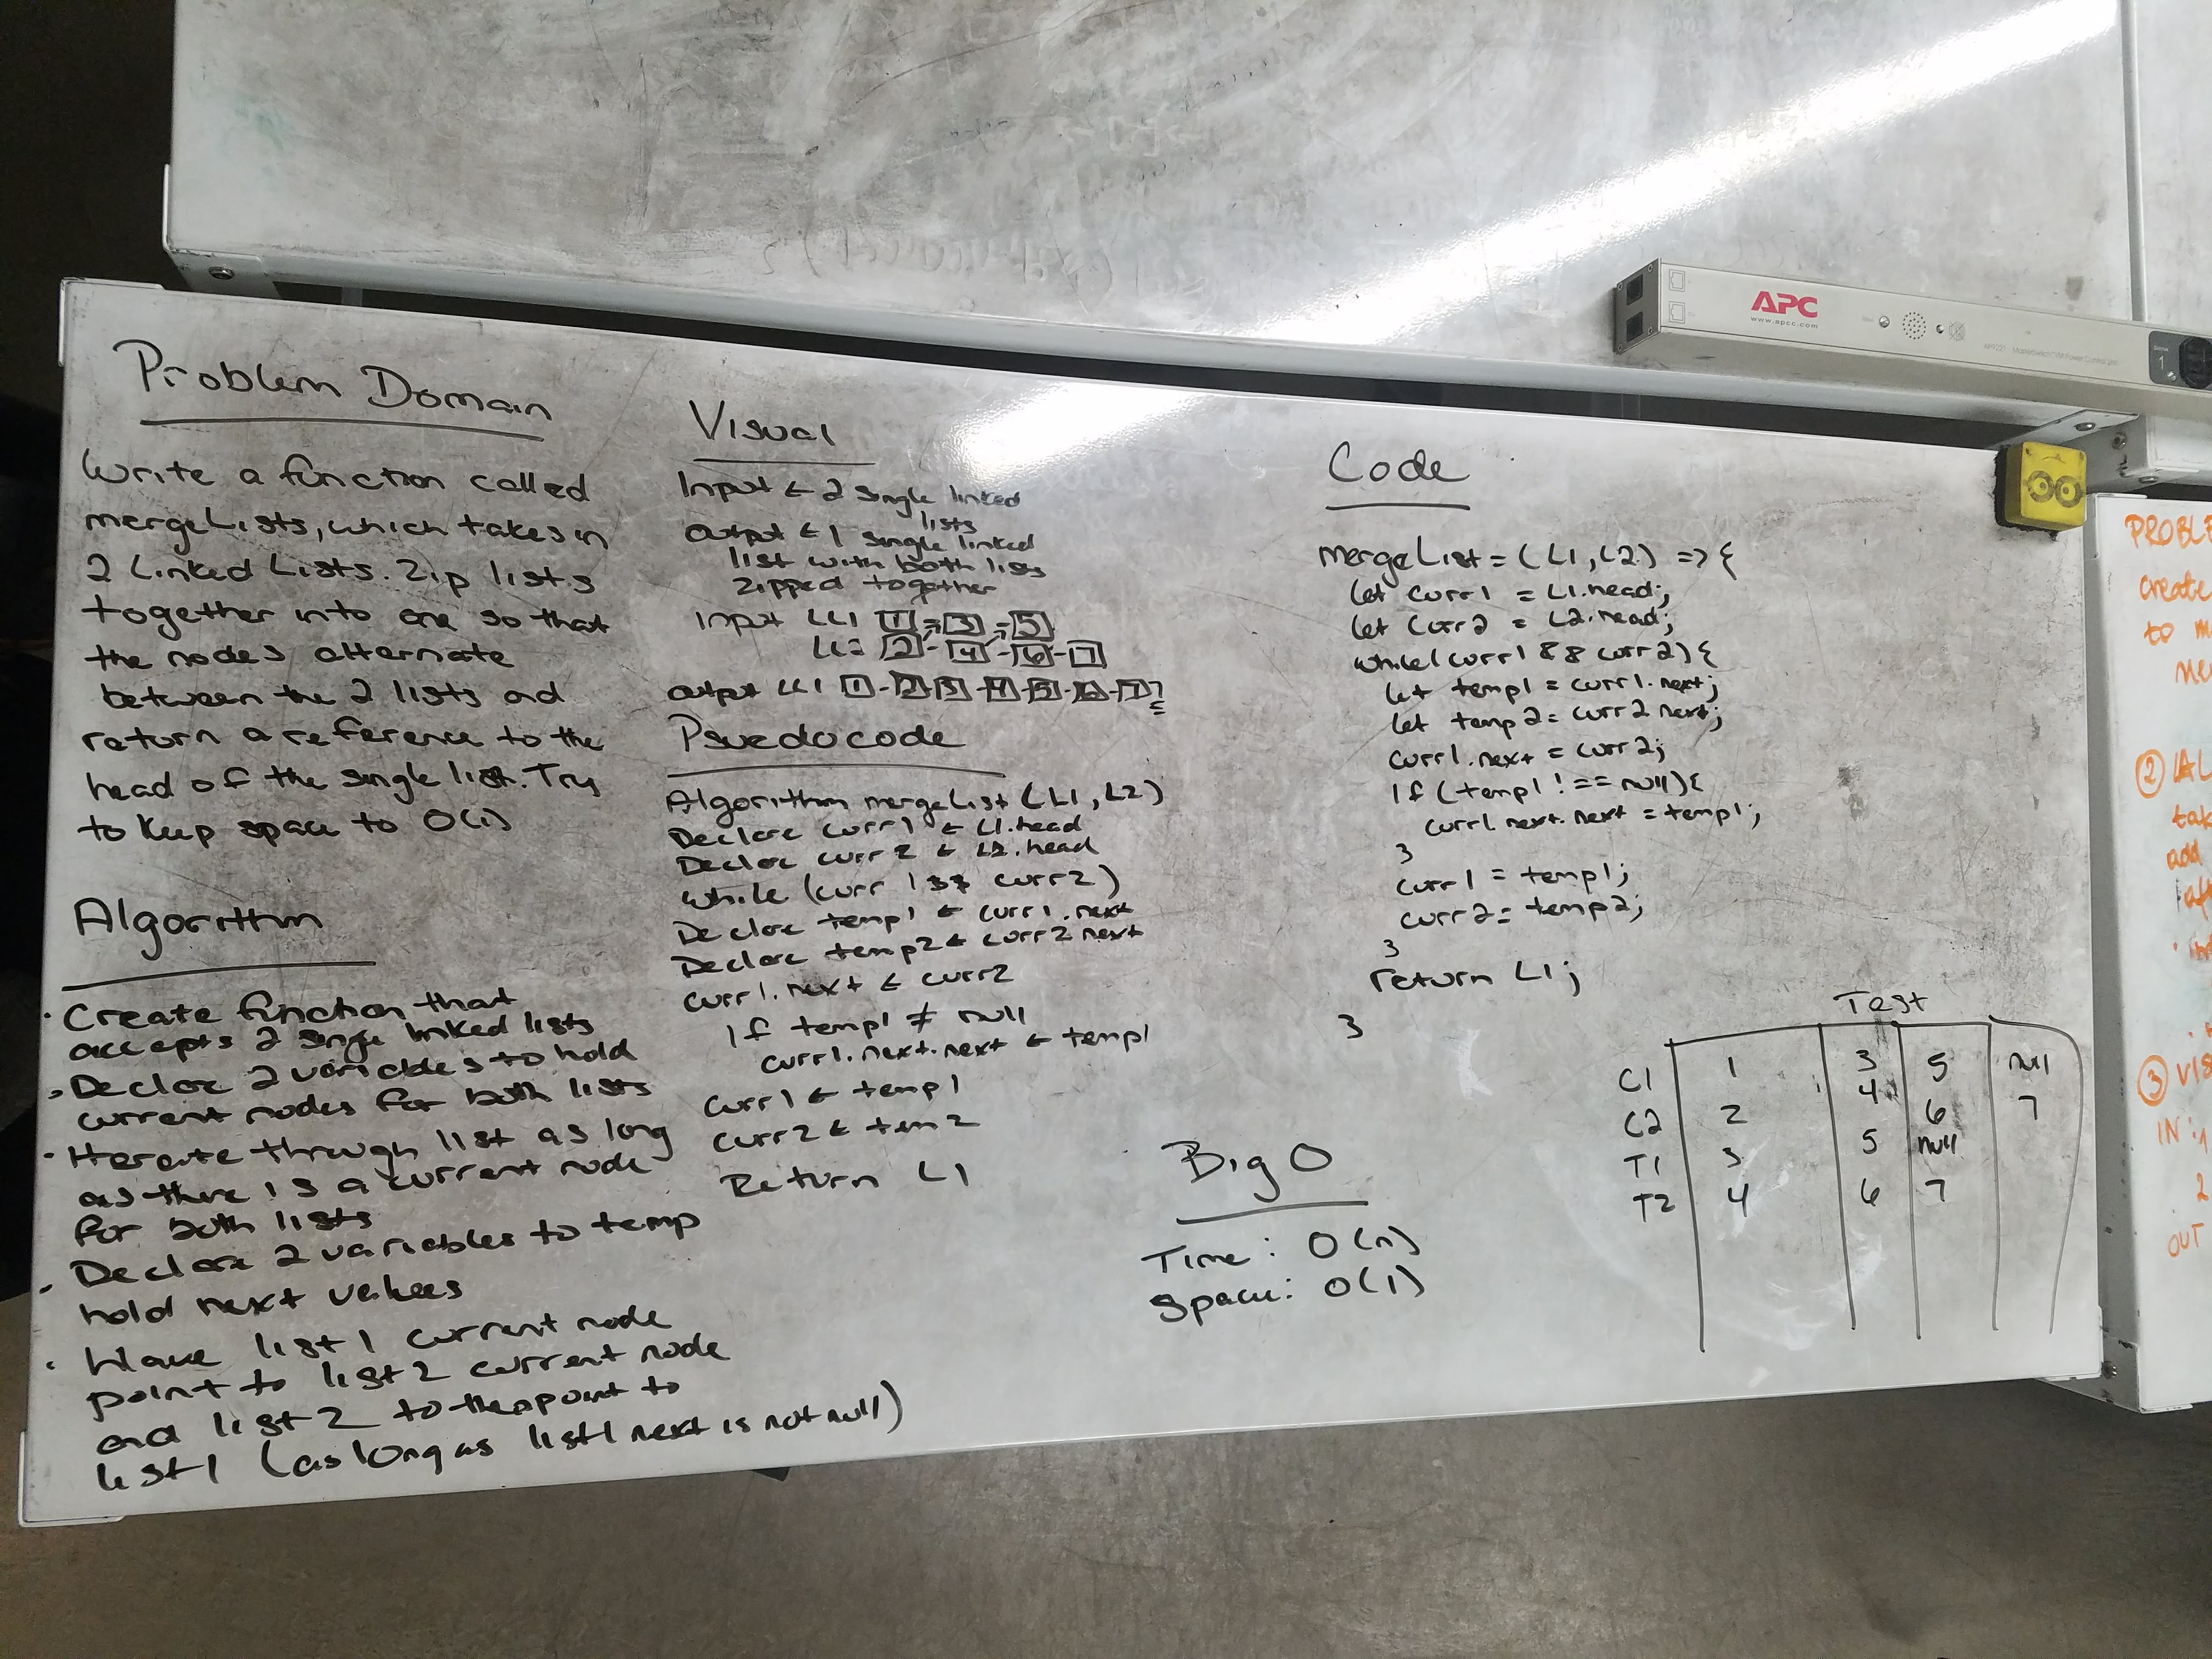 APC
www.apcc.com
Problem Domain
Write a function called
mergeLists, which takes in
2 Linked Lists. Zip lists
together into one so that
the nodes alternate
between the 2 lists and
return a reference to the
head of the single list. Try
to keep space to O(1)
Algorithm
· Create function that
accepts 2 single linked lists
· Declare 2 variables to hold
current nodes for both lists
· Iterate through list as long
as there is a current node
for both lists
· Declare 2 variables to temp
hold next values
· Have list 1 current node
point to list 2 current node
and list 2 to then point to
list 1 (as long as list1 next is not null)
Visual
Input ← 2 single linked
lists
Output ← 1 single linked
list with both lists
zipped together
Input LL1 1 - 3 - 5
LL2 2 - 4 - 6 - 7
output LL1 1 - 2 - 3 - 4 - 5 - 6 - 7
Psuedocode
Algorithm mergeList (LL1, L2)
Declare curr1 ← L1.head
Declare curr2 ← L2.head
while (curr1 && curr2)
Declare temp1 ← curr1.next
Declare temp2 ← curr2.next
curr1.next ← curr2
If temp1 ≠ null
curr1.next.next ← temp1
curr1 ← temp1
curr2 ← tem2
Return L1
Code
mergeList = (L1, L2) => {
let curr1 = L1.head;
let curr2 = L2.head;
while(curr1 && curr2){
let temp1 = curr1.next;
let temp2 = curr2.next;
curr1.next = curr2;
if (temp1 !== null){
curr1.next.next = temp1;
}
curr1 = temp1;
curr2 = temp2;
}
return L1;
}
Big O
Time: O(n)
Space: O(1)
Test
C1 1 3 5 null
C2 2 4 6 7
T1 3 5 null
T2 4 6 7
PROBLE
create
to m
②AL
tak
add
③ VIS
IN: 1
2
OUT